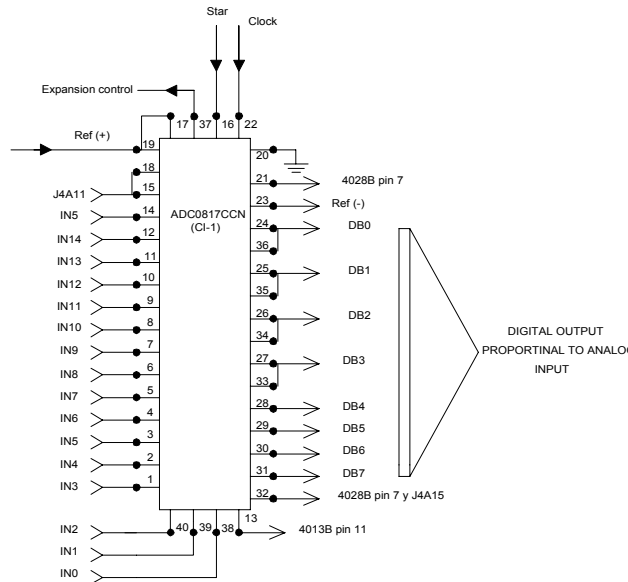 Star
Clock
Expansion control
17 37 16 22
Ref (+)
19
20
18
21
4028B pin 7
J4A11
15
23
Ref (-)
ADC0817CCN
(CI-1)
IN5
14
24
DB0
IN14
12
36
IN13
11
25
DB1
IN12
10
35
IN11
9
26
DB2
IN10
8
34
DIGITAL OUTPUT
PROPORTINAL TO ANALOG
INPUT
IN9
7
27
DB3
IN8
6
33
IN7
5
28
DB4
IN6
4
29
DB5
IN5
3
30
DB6
IN4
2
31
DB7
IN3
1
32
4028B pin 7 y J4A15
IN2
40 39 38 13
4013B pin 11
IN1
IN0